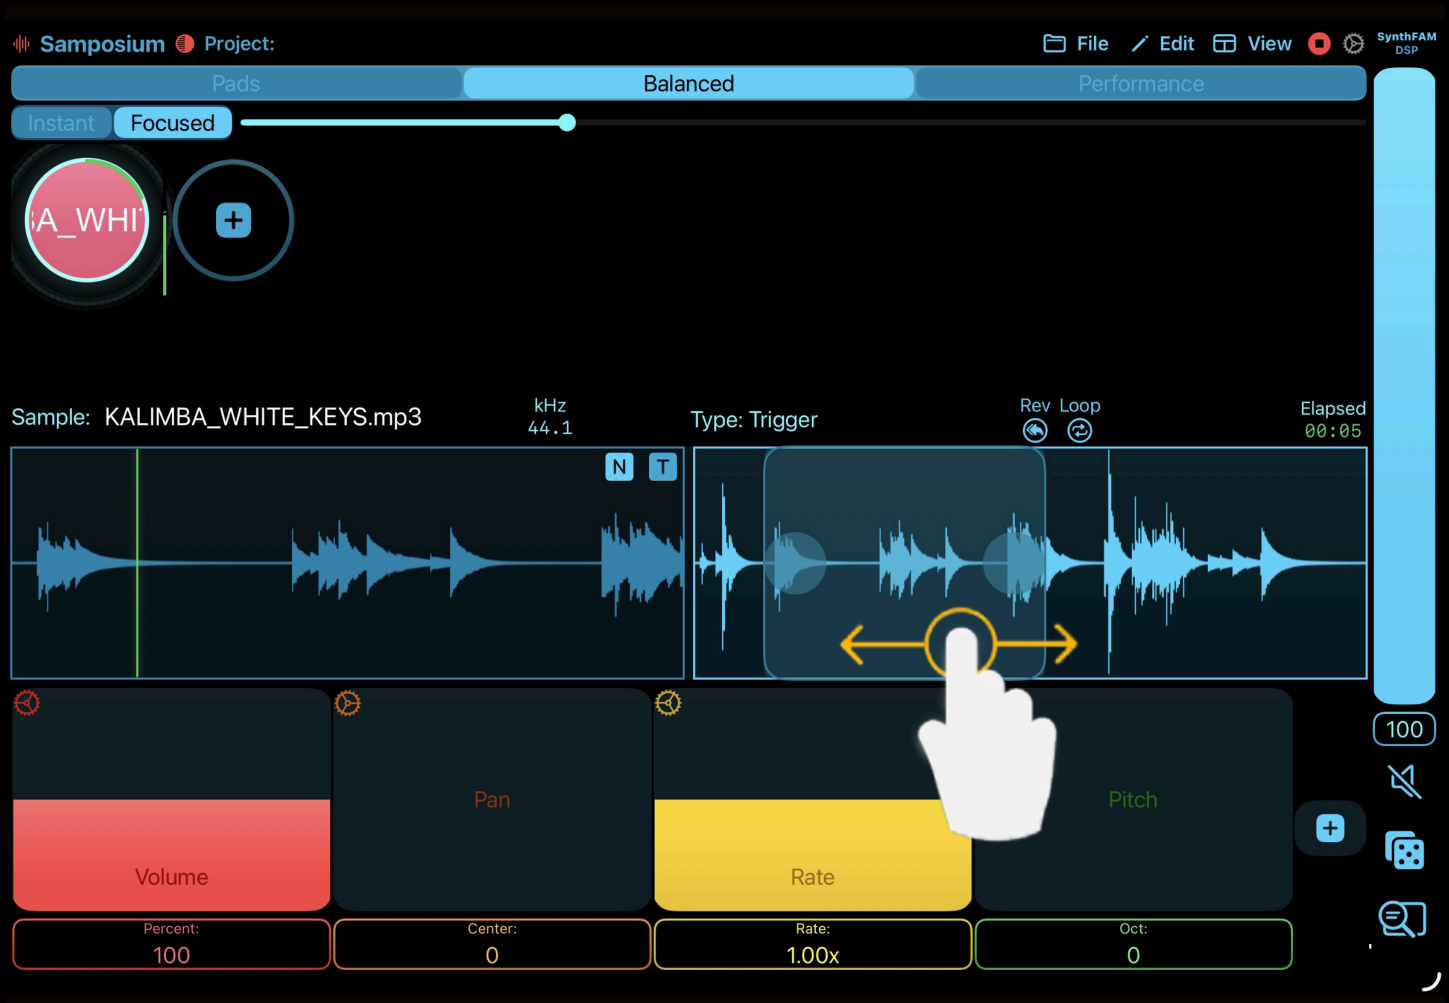 Samposium Project: File Edit View SynthFAM
DSP
Pads Balanced Performance
Instant Focused
BA_WHI
Sample: KALIMBA_WHITE_KEYS.mp3
kHz
44.1
Type: Trigger
Rev Loop
Elapsed
00:05
N T
Volume
Pan
Rate
Pitch
100
Percent:
100
Center:
0
Rate:
1.00x
Oct:
0